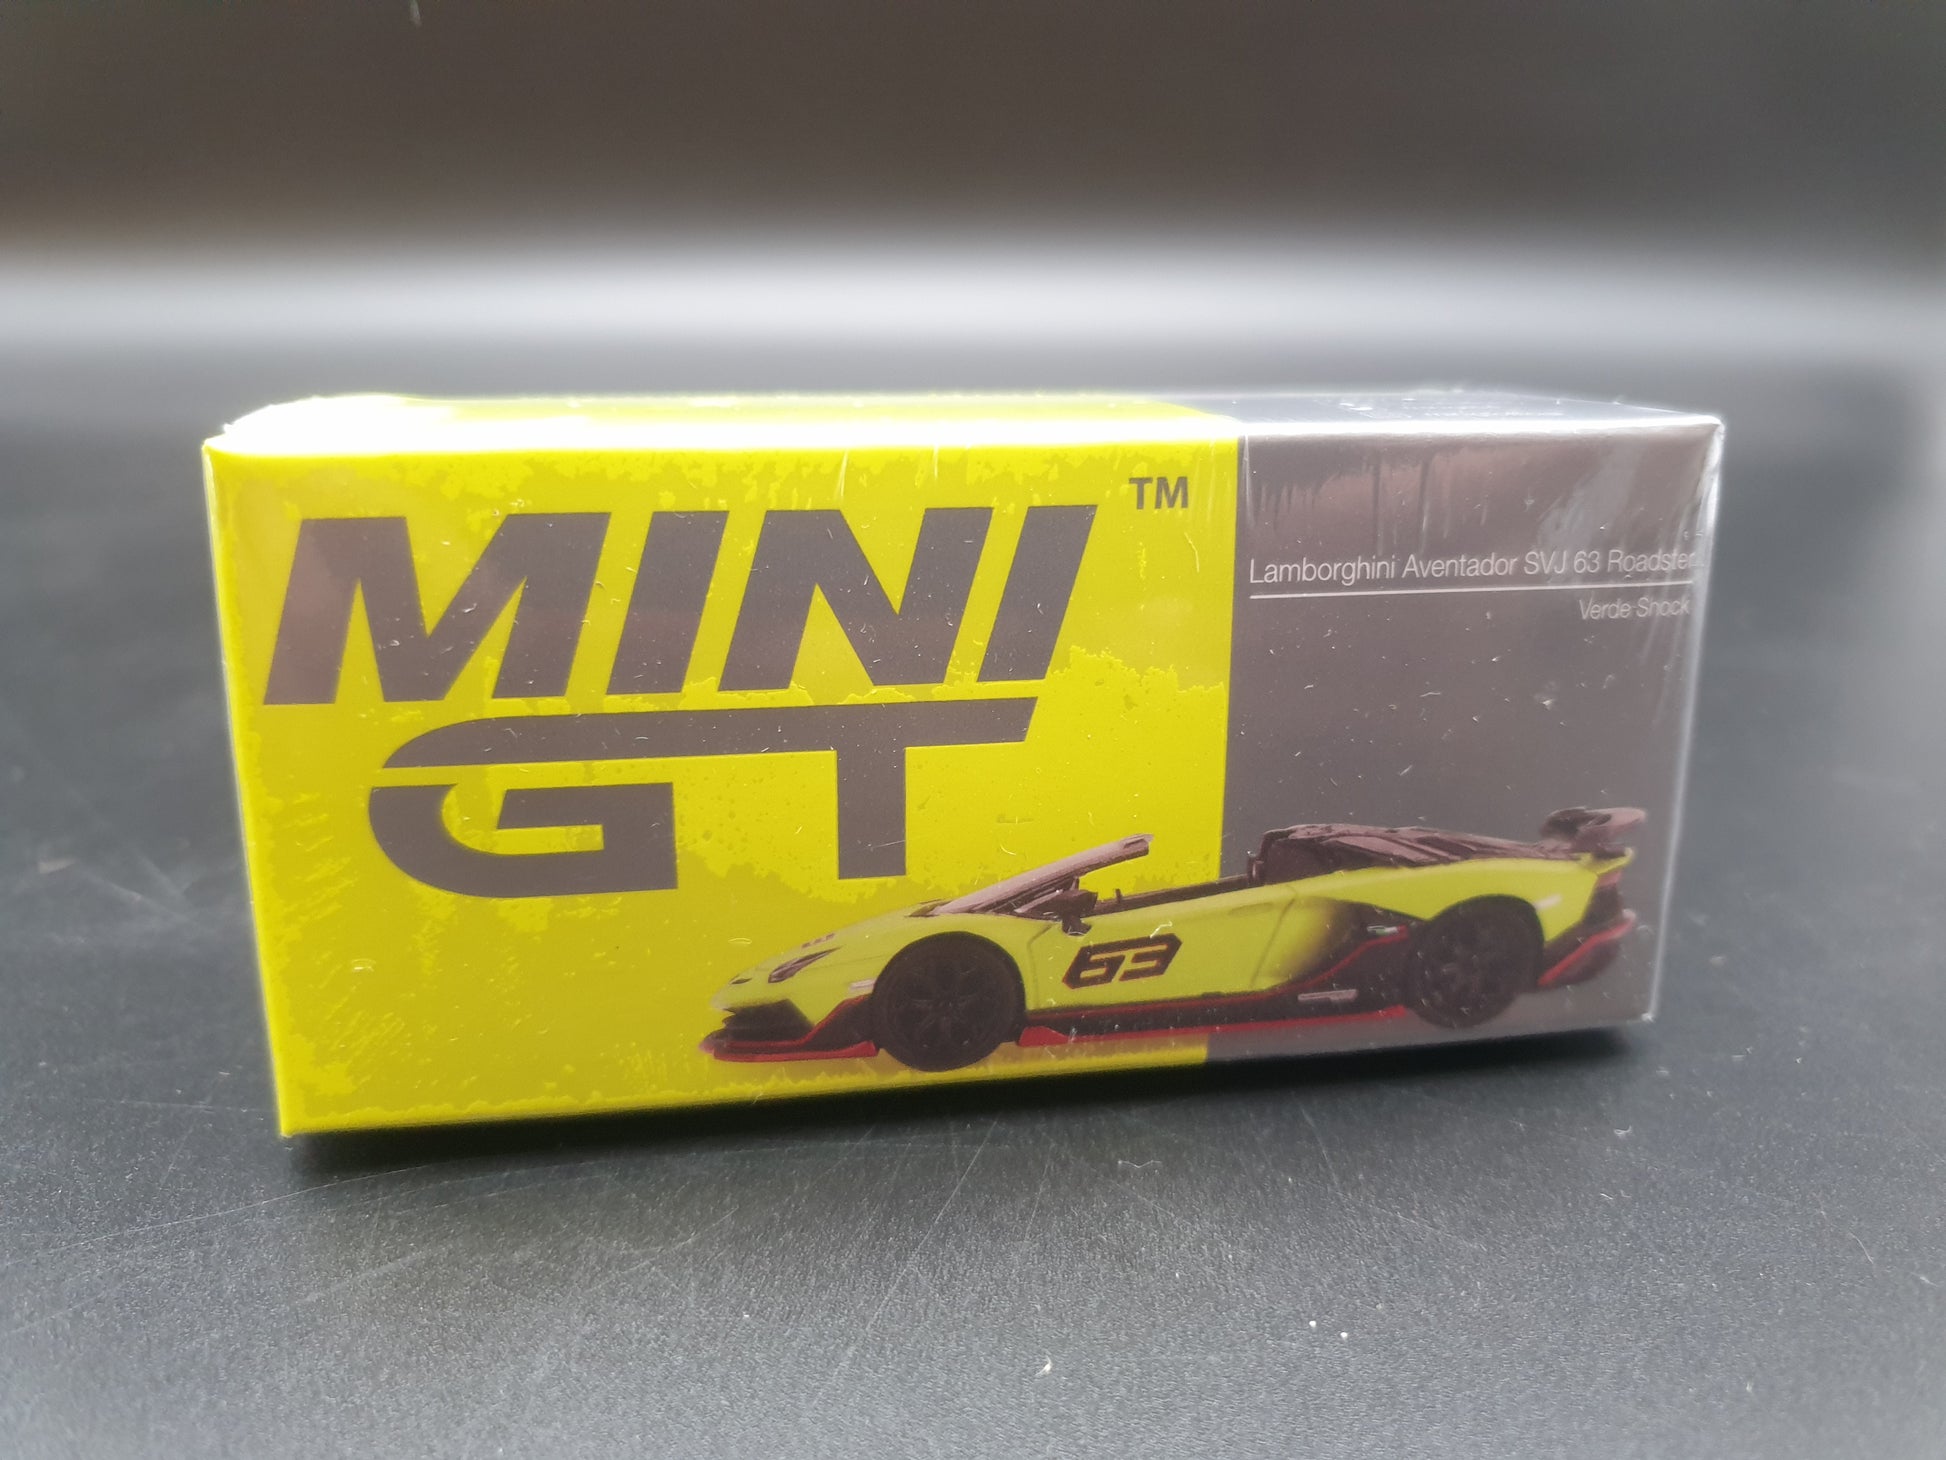 MINI
GT
TM
Lamborghini Aventador SVJ 63 Roadster
Verde Shock
63